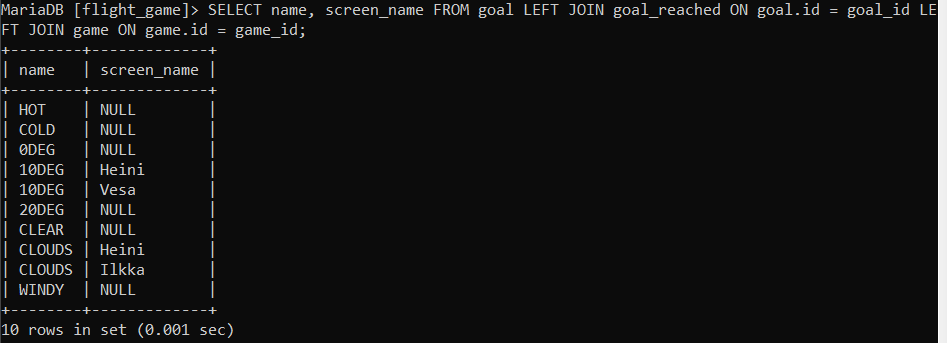 MariaDB [flight_game]> SELECT name, screen_name FROM goal LEFT JOIN goal_reached ON goal.id = goal_id LE
FT JOIN game ON game.id = game_id;
+--------+-------------+
| name   | screen_name |
+--------+-------------+
| HOT    | NULL        |
| COLD   | NULL        |
| 0DEG   | NULL        |
| 10DEG  | Heini       |
| 10DEG  | Vesa        |
| 20DEG  | NULL        |
| CLEAR  | NULL        |
| CLOUDS | Heini       |
| CLOUDS | Ilkka       |
| WINDY  | NULL        |
+--------+-------------+
10 rows in set (0.001 sec)